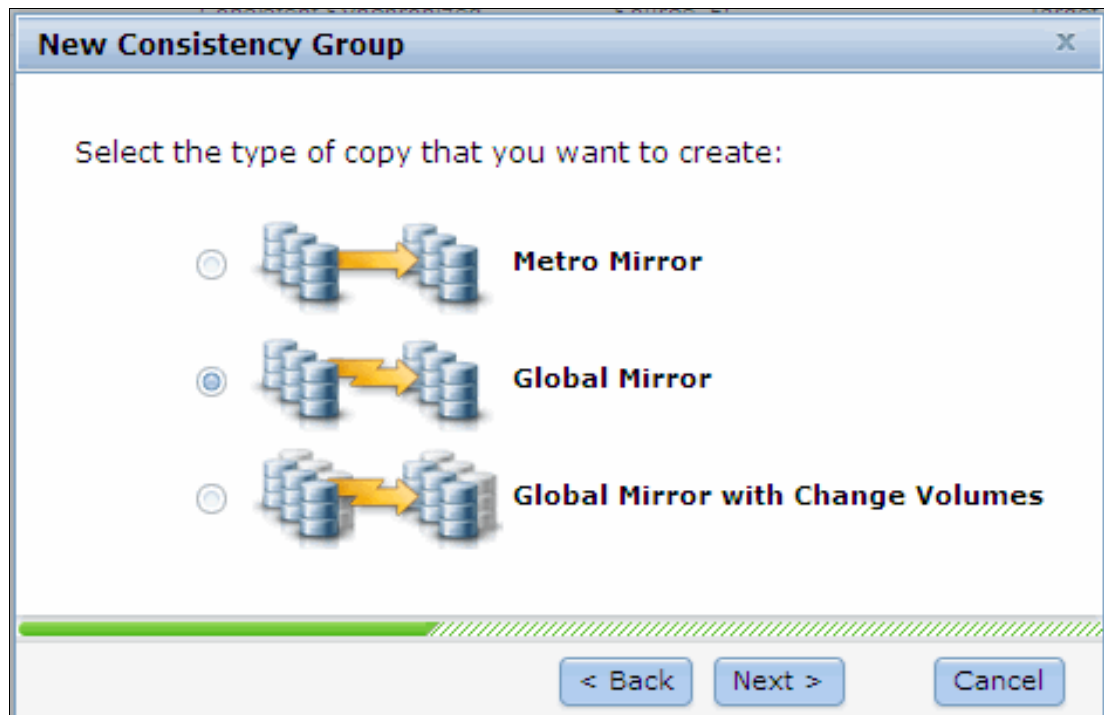 New Consistency Group
x
Select the type of copy that you want to create:
Metro Mirror
Global Mirror
Global Mirror with Change Volumes
< Back Next > Cancel